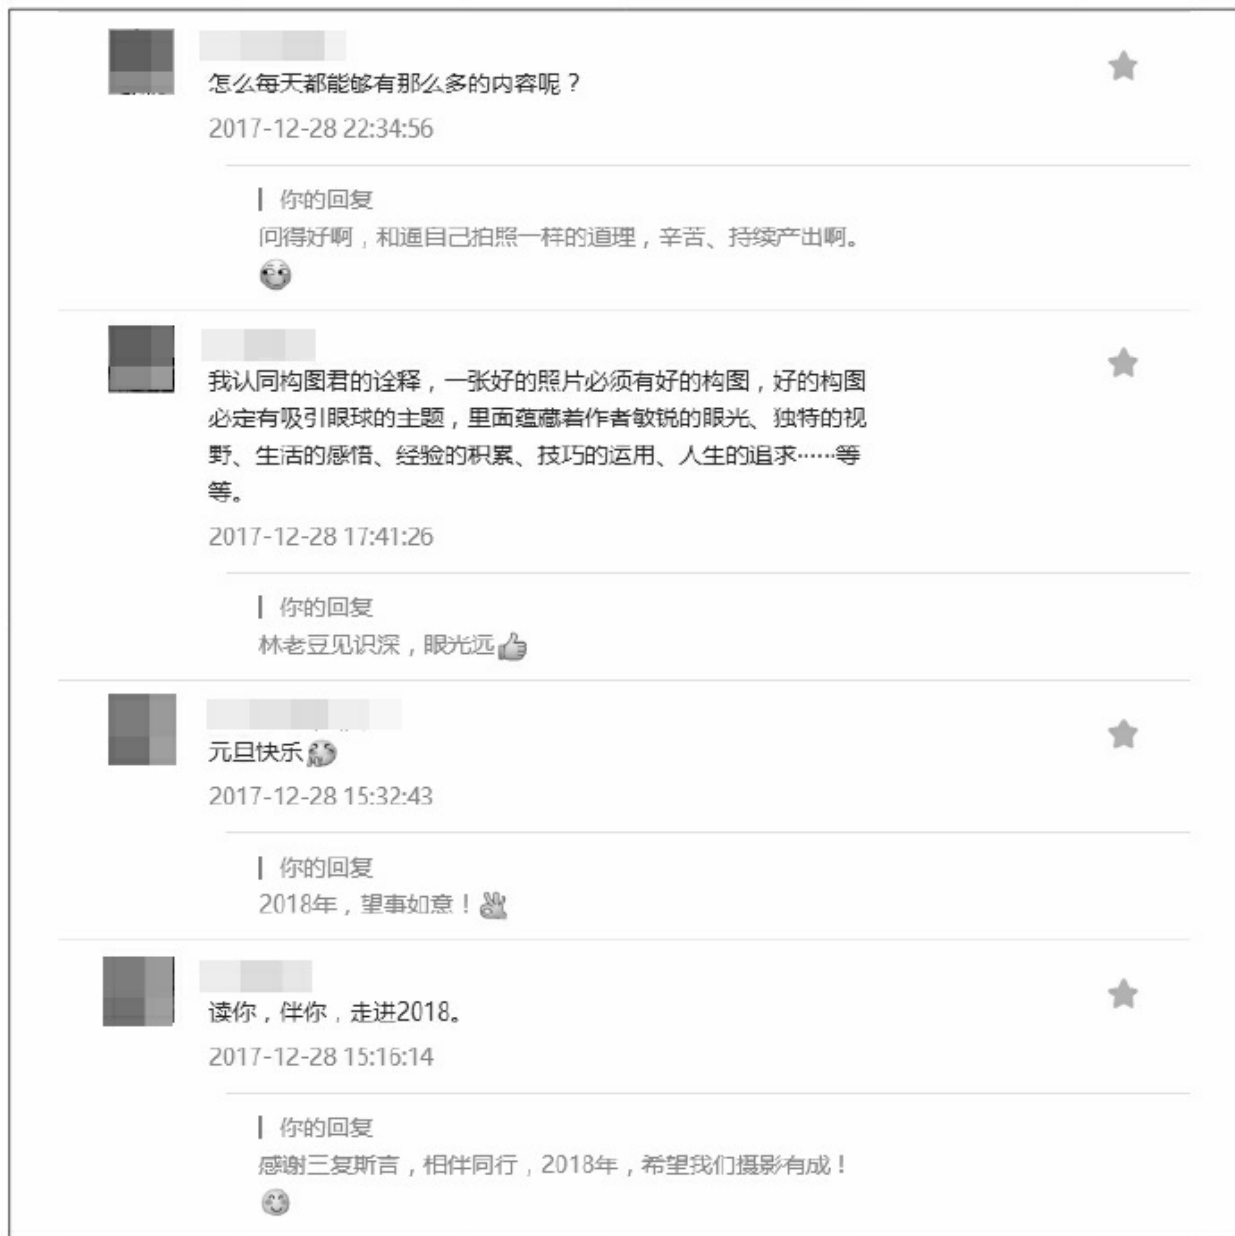 怎么每天都能够有那么多的内容呢？
2017-12-28 22:34:56
你的回复
问得好啊，和逼自己拍照一样的道理，辛苦、持续产出啊。
我认同构图君的诠释，一张好的照片必须有好的构图，好的构图
必定有吸引眼球的主题，里面蕴藏着作者敏锐的眼光、独特的视
野、生活的感悟、经验的积累、技巧的运用、人生的追求……等
等。
2017-12-28 17:41:26
你的回复
林老豆见识深，眼光远
元旦快乐
2017-12-28 15:32:43
你的回复
2018年，望事如意！
读你，伴你，走进2018。
2017-12-28 15:16:14
你的回复
感谢三复斯言，相伴同行，2018年，希望我们摄影有成！